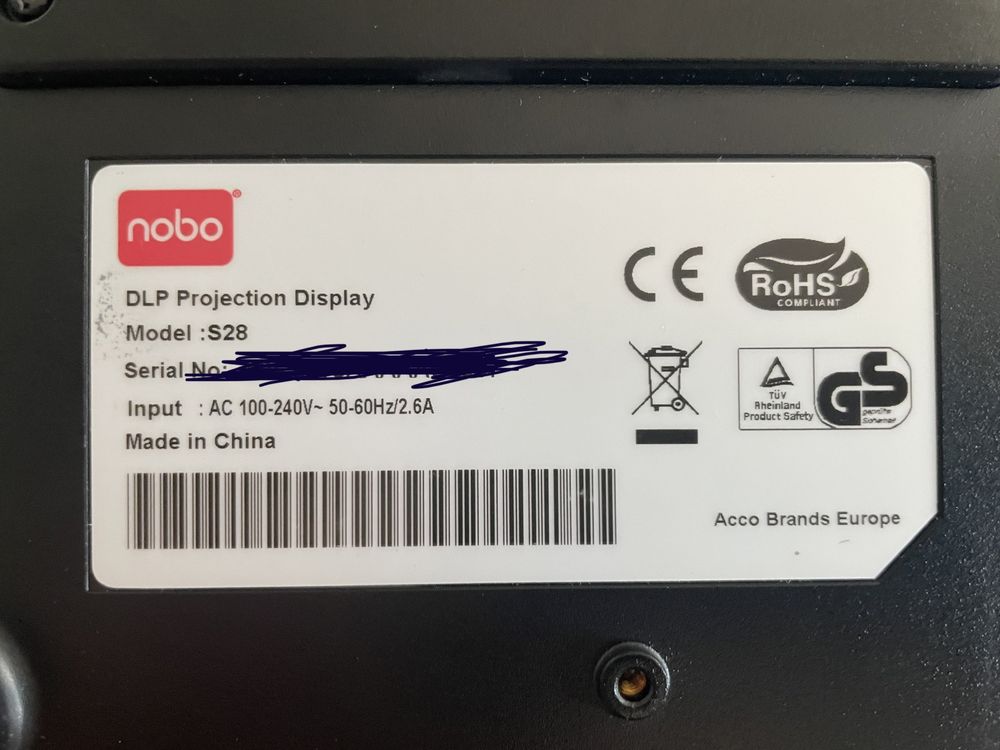 nobo®
DLP Projection Display
Model :S28
Serial No:
Input : AC 100-240V~ 50-60Hz/2.6A
Made in China
CE
RoHS
COMPLIANT
TÜV
Rheinland
Product Safety
GS
geprüfte
Sicherheit
Acco Brands Europe